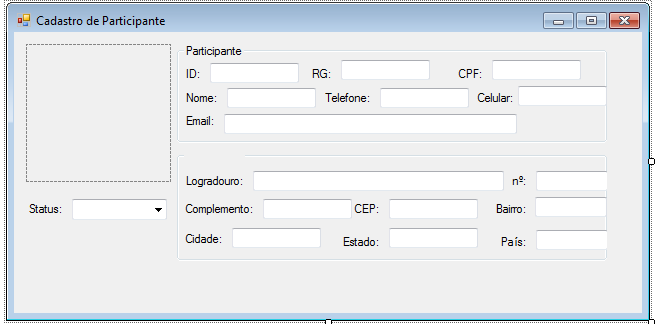 Cadastro de Participante
Participante
ID: RG: CPF:
Nome: Telefone: Celular:
Email:
Logradouro: nº:
Status: Complemento: CEP: Bairro:
Cidade: Estado: País: